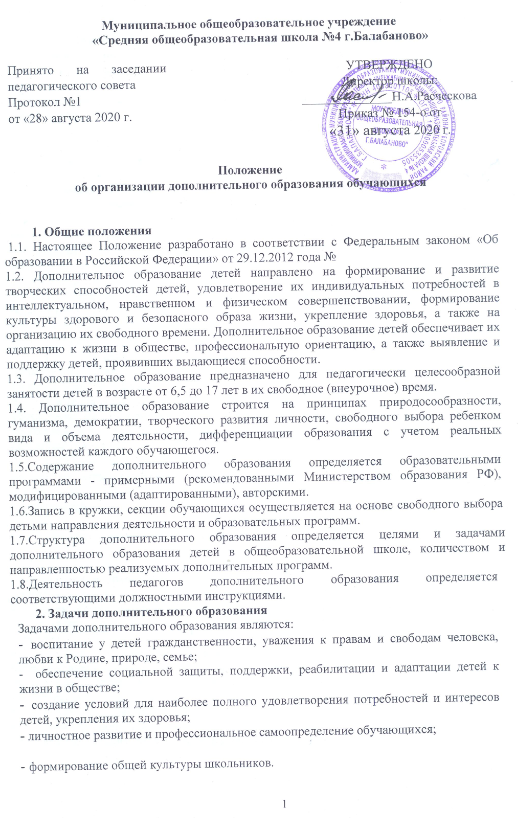 Муниципальное общеобразовательное учреждение
«Средняя общеобразовательная школа №4 г.Балабаново»
Принято на заседании
педагогического совета
Протокол №1
от «28» августа 2020 г.
УТВЕРЖДЬНО
Директор школы:
Н.А.Расческова
Приказ № 154-о от
«31» августа 2020 г.
Г.БАЛАБАНОВО"
Положение
об организации дополнительного образования обучающихся
1. Общие положения
1.1. Настоящее Положение разработано в соответствии с Федеральным законом «Об
образовании в Российской Федерации» от 29.12.2012 года №
1.2. Дополнительное образование детей направлено на формирование и развитие
творческих способностей детей, удовлетворение их индивидуальных потребностей в
интеллектуальном, нравственном и физическом совершенствовании, формирование
культуры здорового и безопасного образа жизни, укрепление здоровья, а также на
организацию их свободного времени. Дополнительное образование детей обеспечивает их
адаптацию к жизни в обществе, профессиональную ориентацию, а также выявление и
поддержку детей, проявивших выдающиеся способности.
1.3. Дополнительное образование предназначено для педагогически целесообразной
занятости детей в возрасте от 6,5 до 17 лет в их свободное (внеурочное) время.
1.4. Дополнительное образование строится на принципах природосообразности,
гуманизма, демократии, творческого развития личности, свободного выбора ребенком
вида и объема деятельности, дифференциации образования с учетом реальных
возможностей каждого обучающегося.
1.5.Содержание дополнительного образования определяется образовательными
программами - примерными (рекомендованными Министерством образования РФ),
модифицированными (адаптированными), авторскими.
1.6.Запись в кружки, секции обучающихся осуществляется на основе свободного выбора
детьми направления деятельности и образовательных программ.
1.7.Структура дополнительного образования определяется целями и задачами
дополнительного образования детей в общеобразовательной школе, количеством и
направленностью реализуемых дополнительных программ.
1.8.Деятельность педагогов дополнительного образования определяется
соответствующими должностными инструкциями.
2. Задачи дополнительного образования
Задачами дополнительного образования являются:
- воспитание у детей гражданственности, уважения к правам и свободам человека,
любви к Родине, природе, семье;
- обеспечение социальной защиты, поддержки, реабилитации и адаптации детей к
жизни в обществе;
- создание условий для наиболее полного удовлетворения потребностей и интересов
детей, укрепления их здоровья;
- личностное развитие и профессиональное самоопределение обучающихся;
- формирование общей культуры школьников.
1